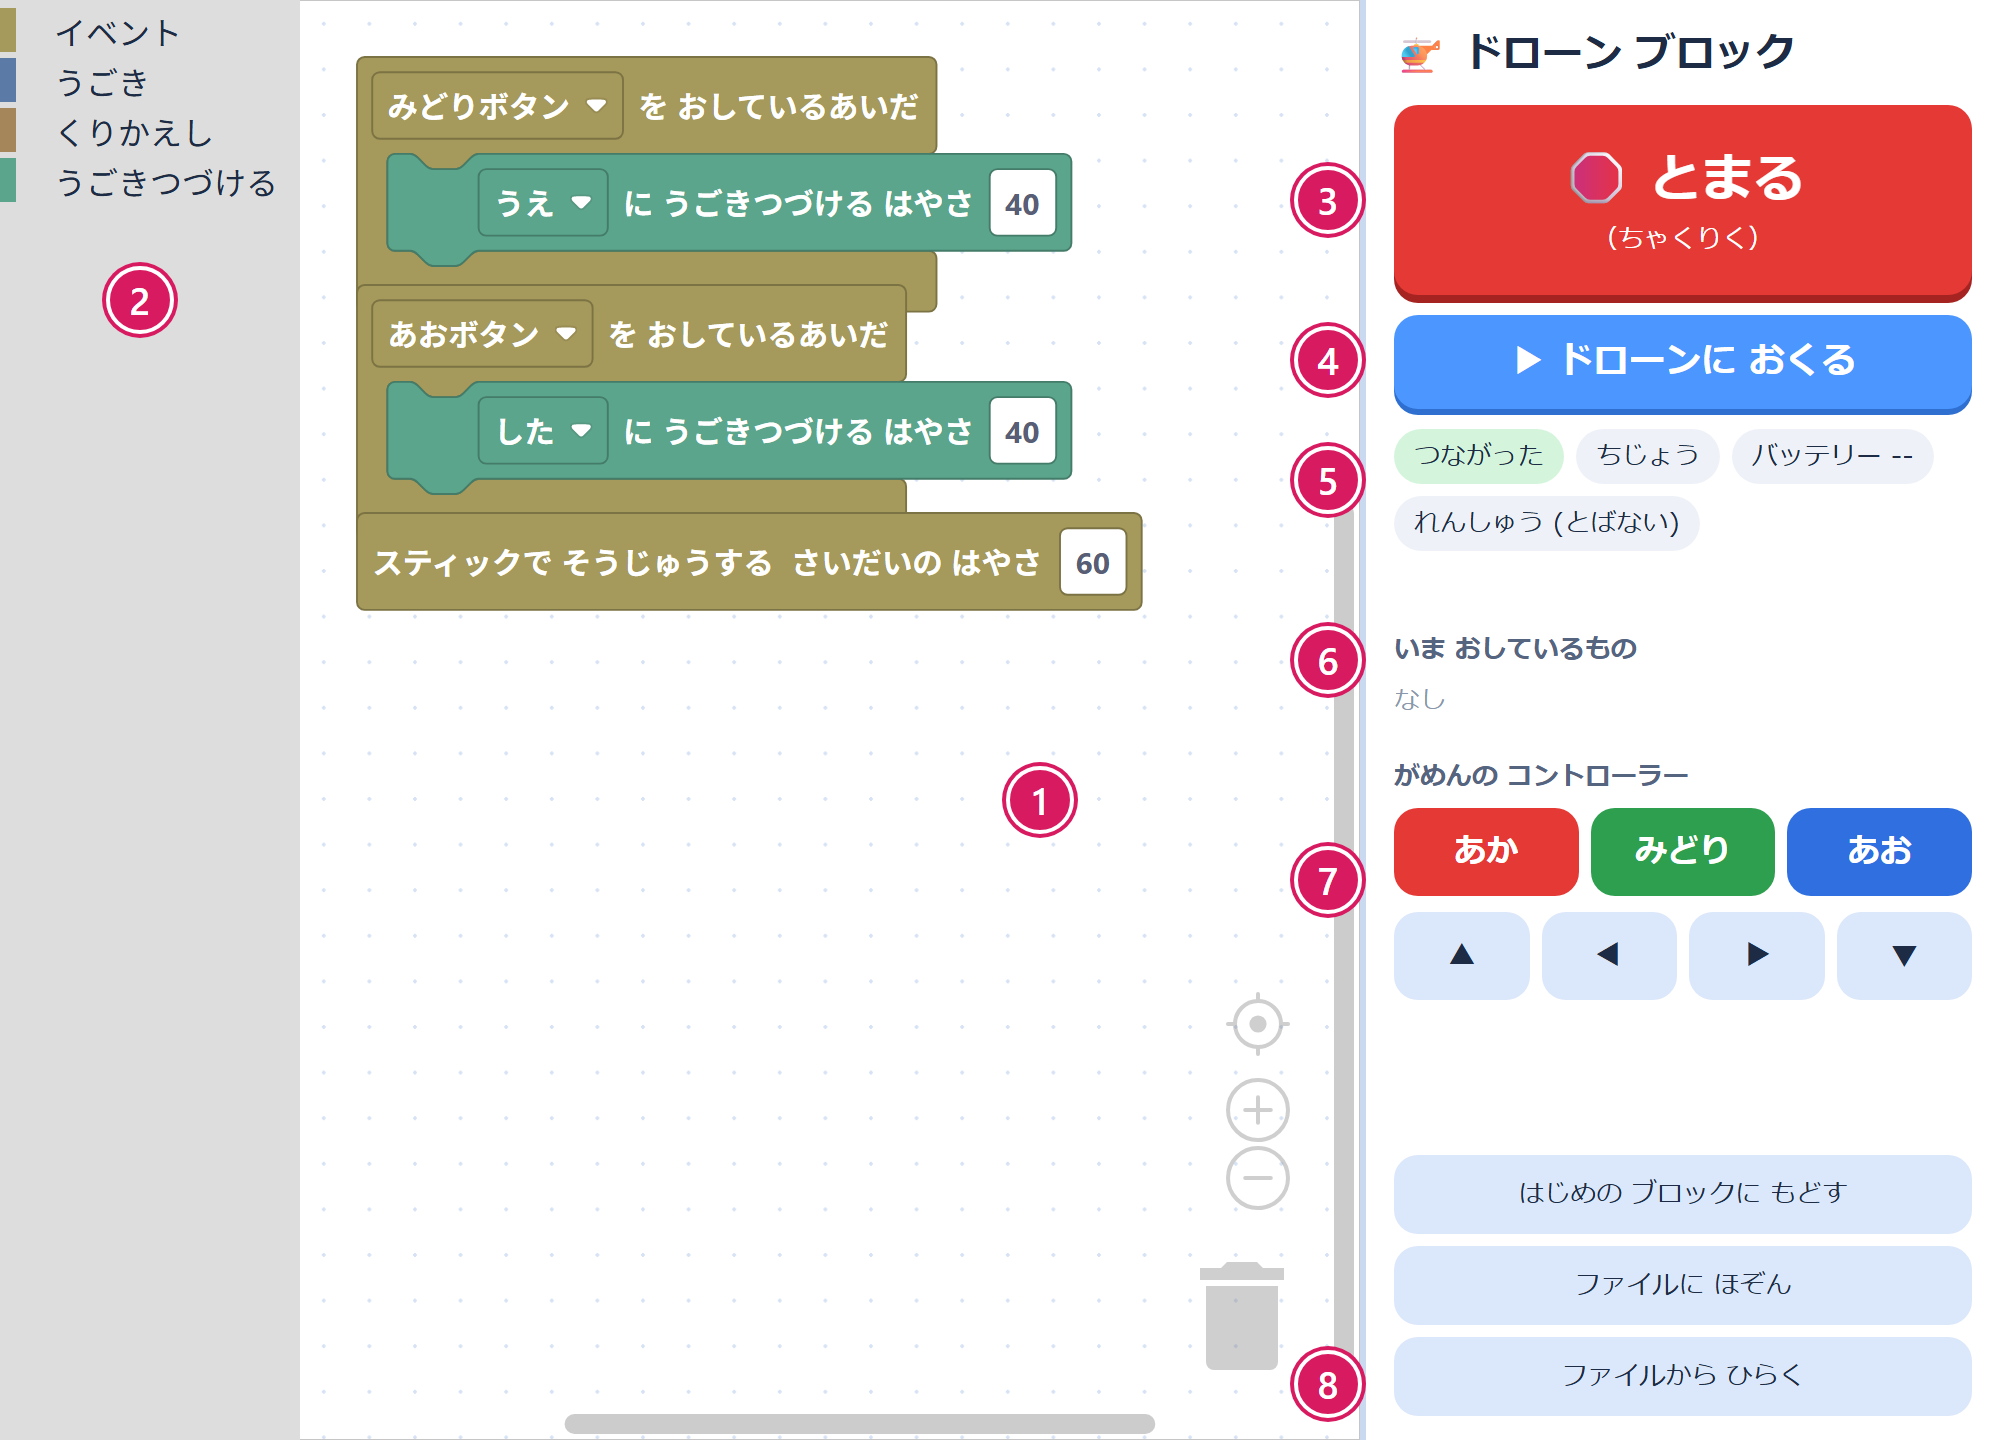 イベント
うごき
くりかえし
うごきつづける
2
みどりボタン を おしているあいだ
うえ に うごきつづける はやさ 40
あおボタン を おしているあいだ
した に うごきつづける はやさ 40
スティックで そうじゅうする さいだいの はやさ 60
1
ドローン ブロック
3
とまる
(ちゃくりく)
4
▶ ドローンに おくる
5
つながった ちじょう バッテリー --
れんしゅう (とばない)
6
いま おしているもの
なし
がめんの コントローラー
7
あか みどり あお
▲ ◀ ▶ ▼
はじめの ブロックに もどす
ファイルに ほぞん
8
ファイルから ひらく